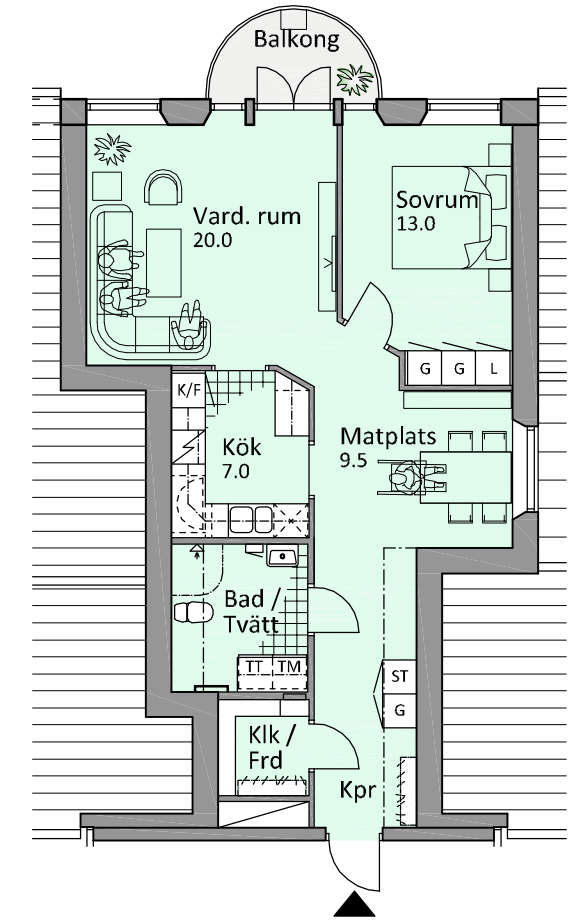 Balkong
Vard. rum
20.0
Sovrum
13.0
G G L
K/F
Kök
7.0
Matplats
9.5
Bad /
Tvätt
TT TM
ST
G
Klk /
Frd
Kpr